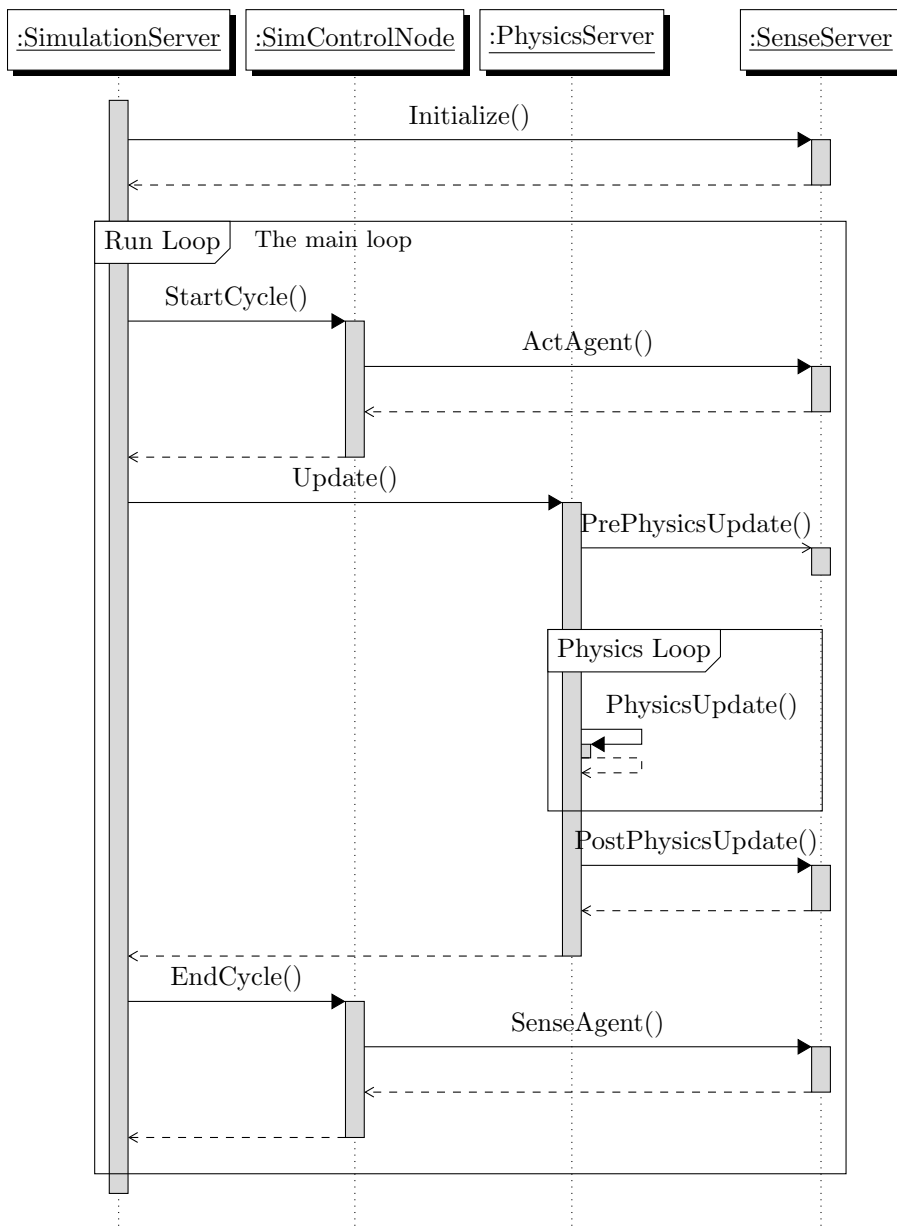 :SimulationServer
:SimControlNode
:PhysicsServer
:SenseServer
Initialize()
Run Loop
The main loop
StartCycle()
ActAgent()
Update()
PrePhysicsUpdate()
Physics Loop
PhysicsUpdate()
PostPhysicsUpdate()
EndCycle()
SenseAgent()